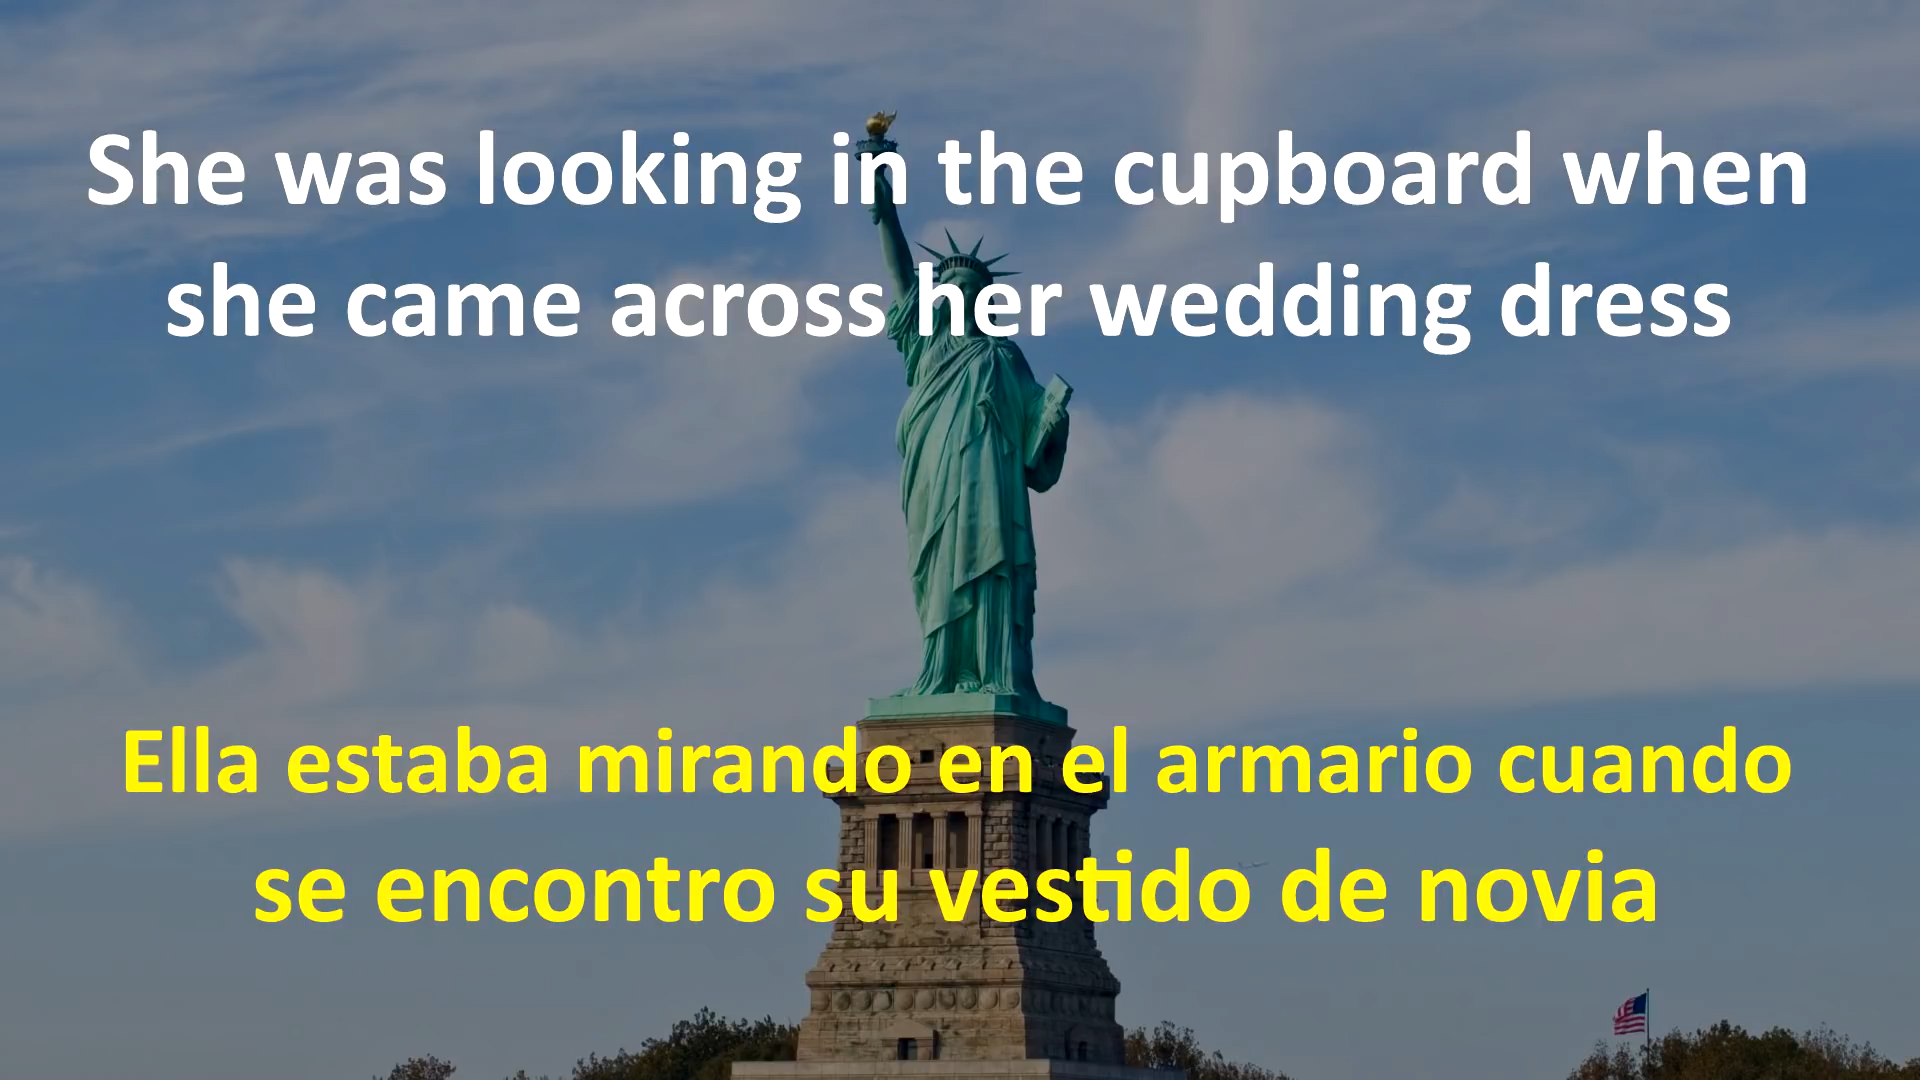 She was looking in the cupboard when
she came across her wedding dress
Ella estaba mirando en el armario cuando
se encontro su vestido de novia